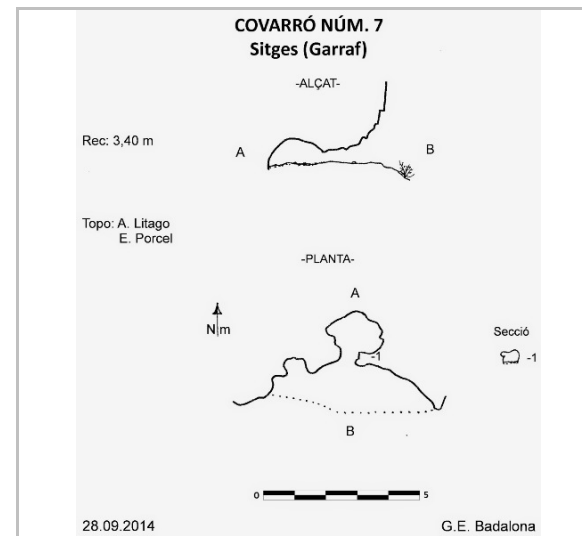 COVARRÓ NÚM. 7
Sitges (Garraf)
-ALÇAT-
Rec: 3,40 m
A
B
Topo: A. Litago
E. Porcel
-PLANTA-
A
N m
Secció
-1
-1
B
0
5
28.09.2014
G.E. Badalona